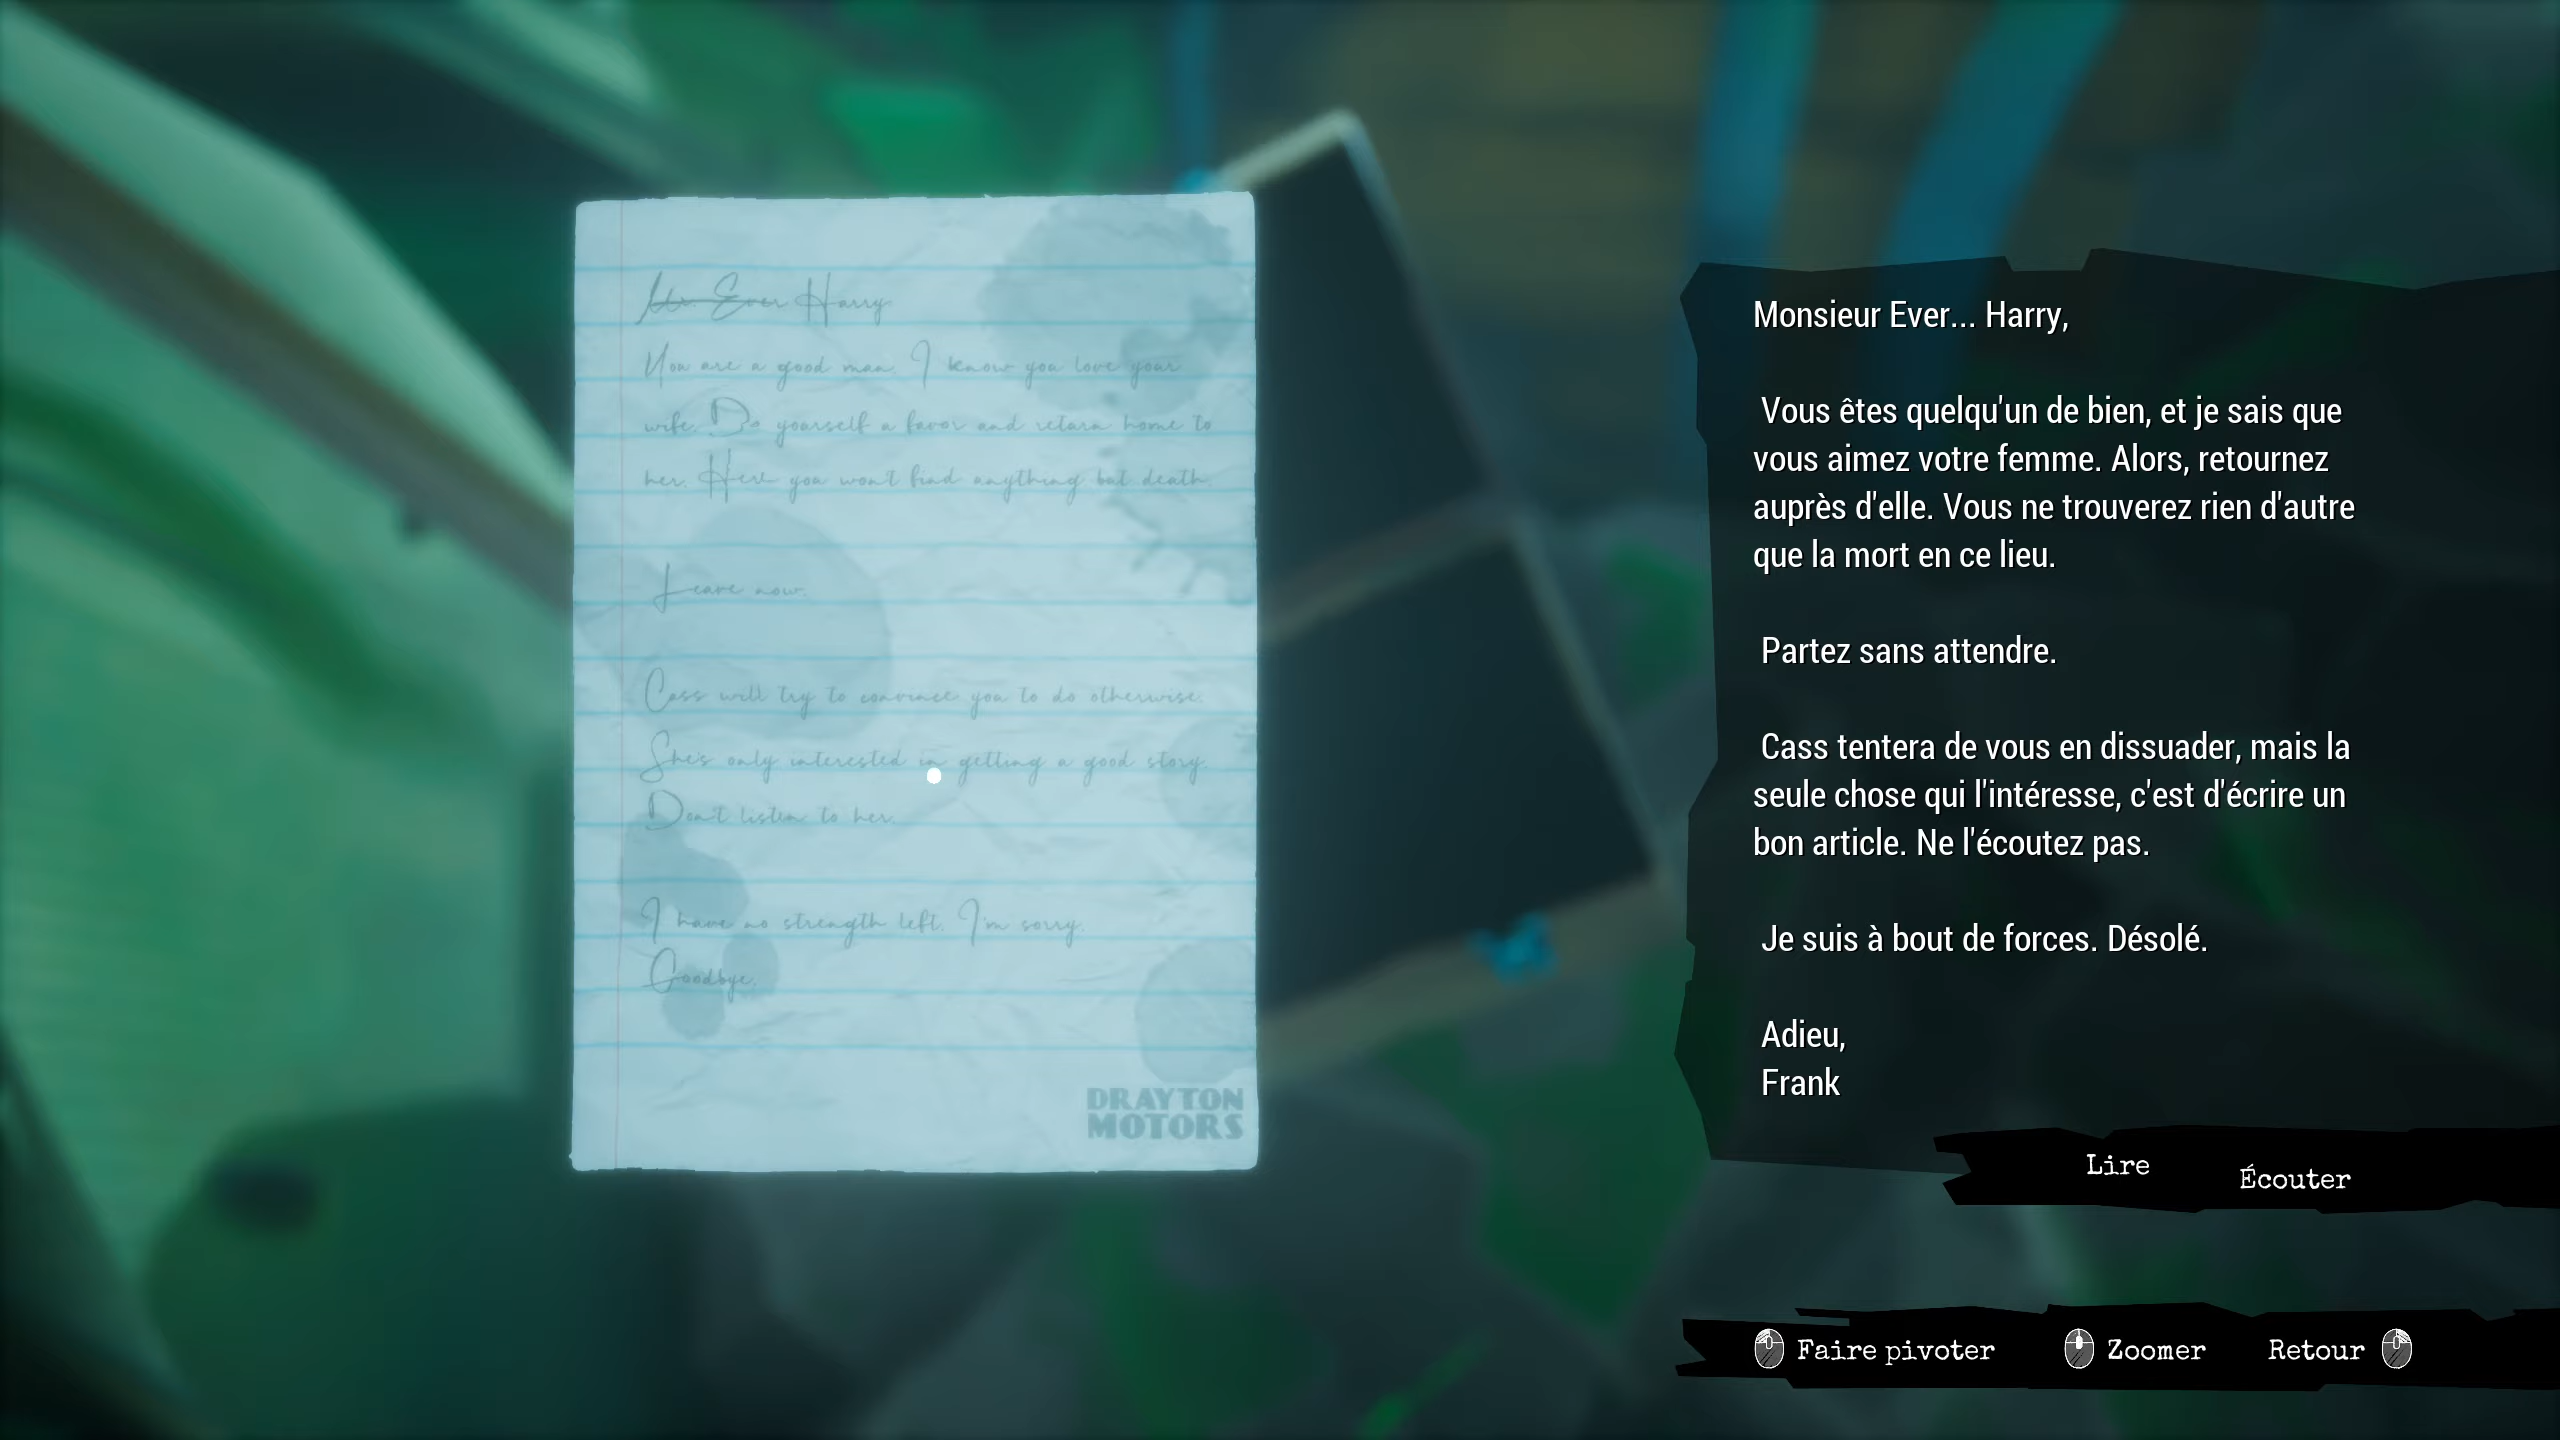 Mr. Ever Harry
You are a good man. I know you love your
wife. Do yourself a favor and return home to
her. Here you won't find anything but death.
Leave now.
Cass will try to convince you to do otherwise.
She's only interested in getting a good story.
Don't listen to her.
I have no strength left. I'm sorry.
Goodbye.
DRAYTON
MOTORS
Monsieur Ever... Harry,
Vous êtes quelqu'un de bien, et je sais que
vous aimez votre femme. Alors, retournez
auprès d'elle. Vous ne trouverez rien d'autre
que la mort en ce lieu.
Partez sans attendre.
Cass tentera de vous en dissuader, mais la
seule chose qui l'intéresse, c'est d'écrire un
bon article. Ne l'écoutez pas.
Je suis à bout de forces. Désolé.
Adieu,
Frank
Lire
Écouter
Faire pivoter
Zoomer
Retour